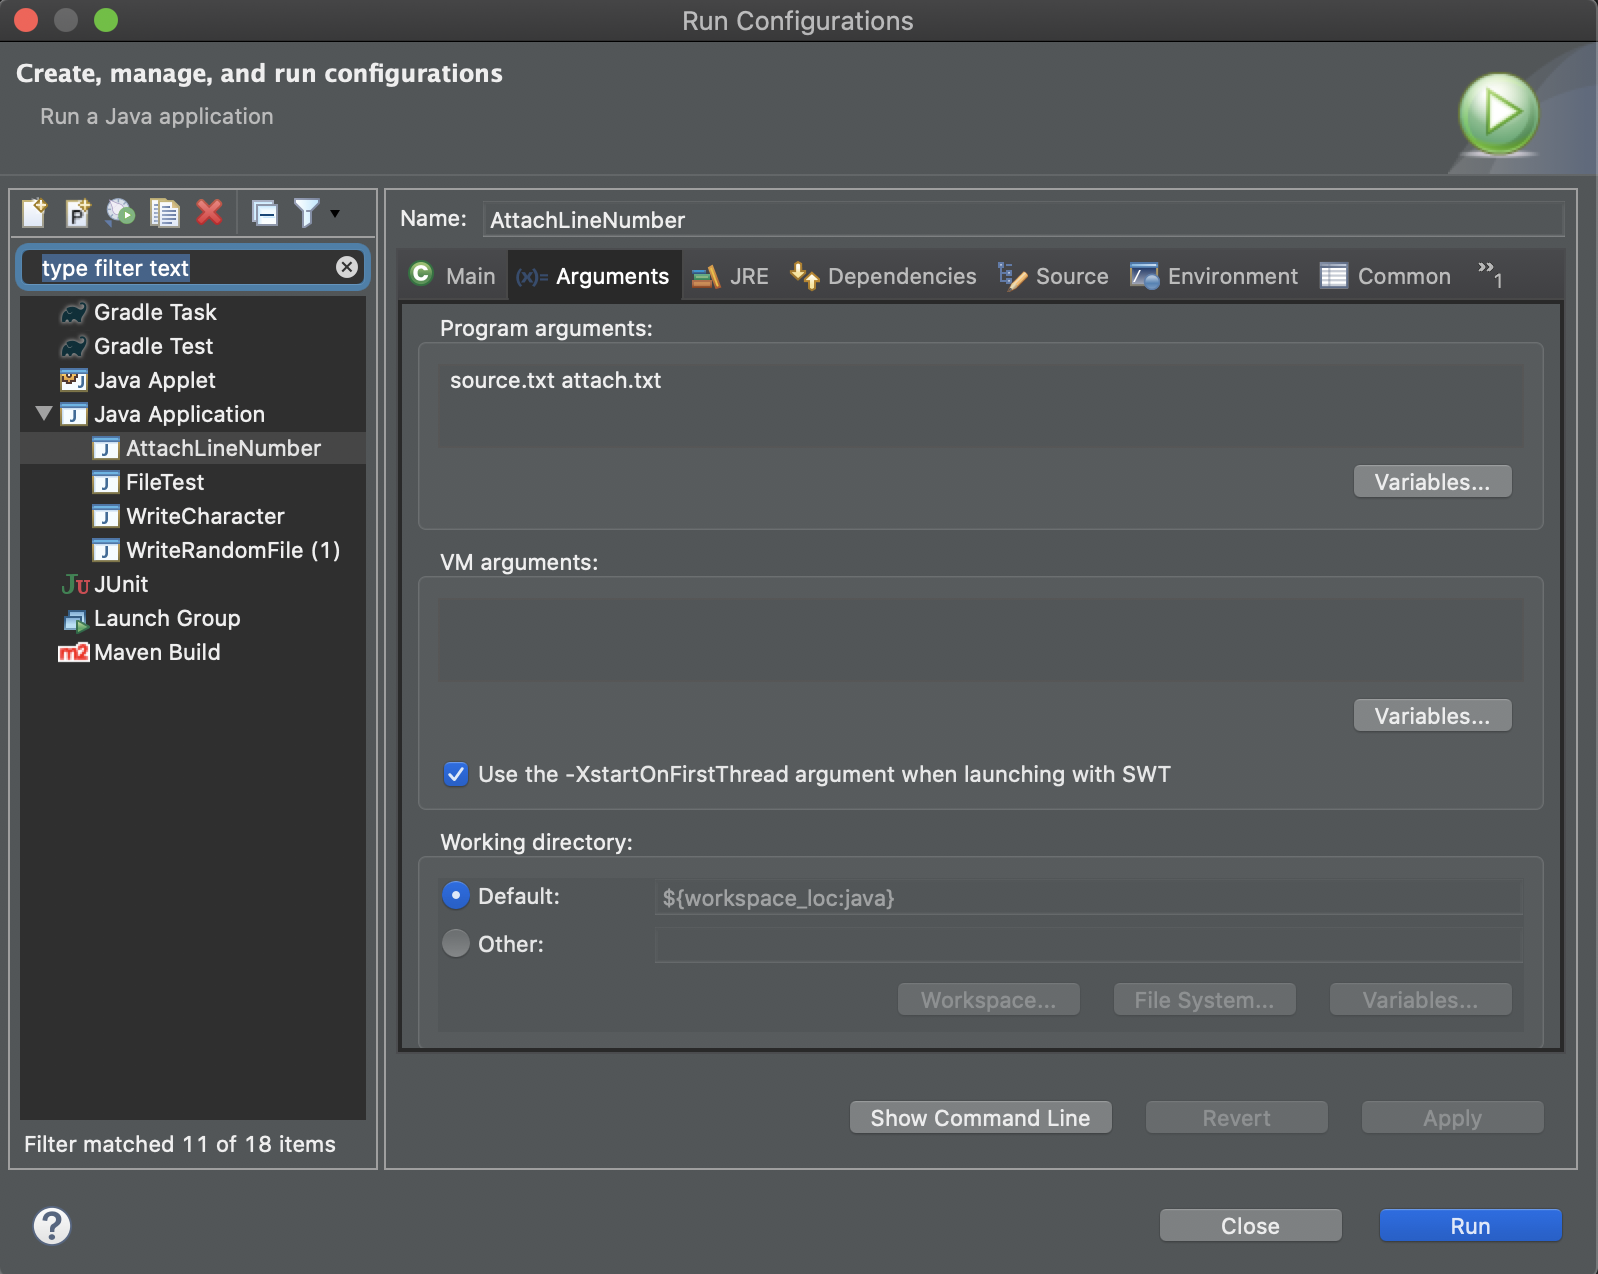 Run Configurations
Create, manage, and run configurations
Run a Java application
type filter text
Gradle Task
Gradle Test
Java Applet
Java Application
AttachLineNumber
FileTest
WriteCharacter
WriteRandomFile (1)
JUnit
Launch Group
m2 Maven Build
Filter matched 11 of 18 items
Name: AttachLineNumber
Main (x)= Arguments JRE Dependencies Source Environment Common »1
Program arguments:
source.txt attach.txt
Variables...
VM arguments:
Variables...
Use the -XstartOnFirstThread argument when launching with SWT
Working directory:
Default: ${workspace_loc:java}
Other:
Workspace... File System... Variables...
Show Command Line Revert Apply
? Close Run